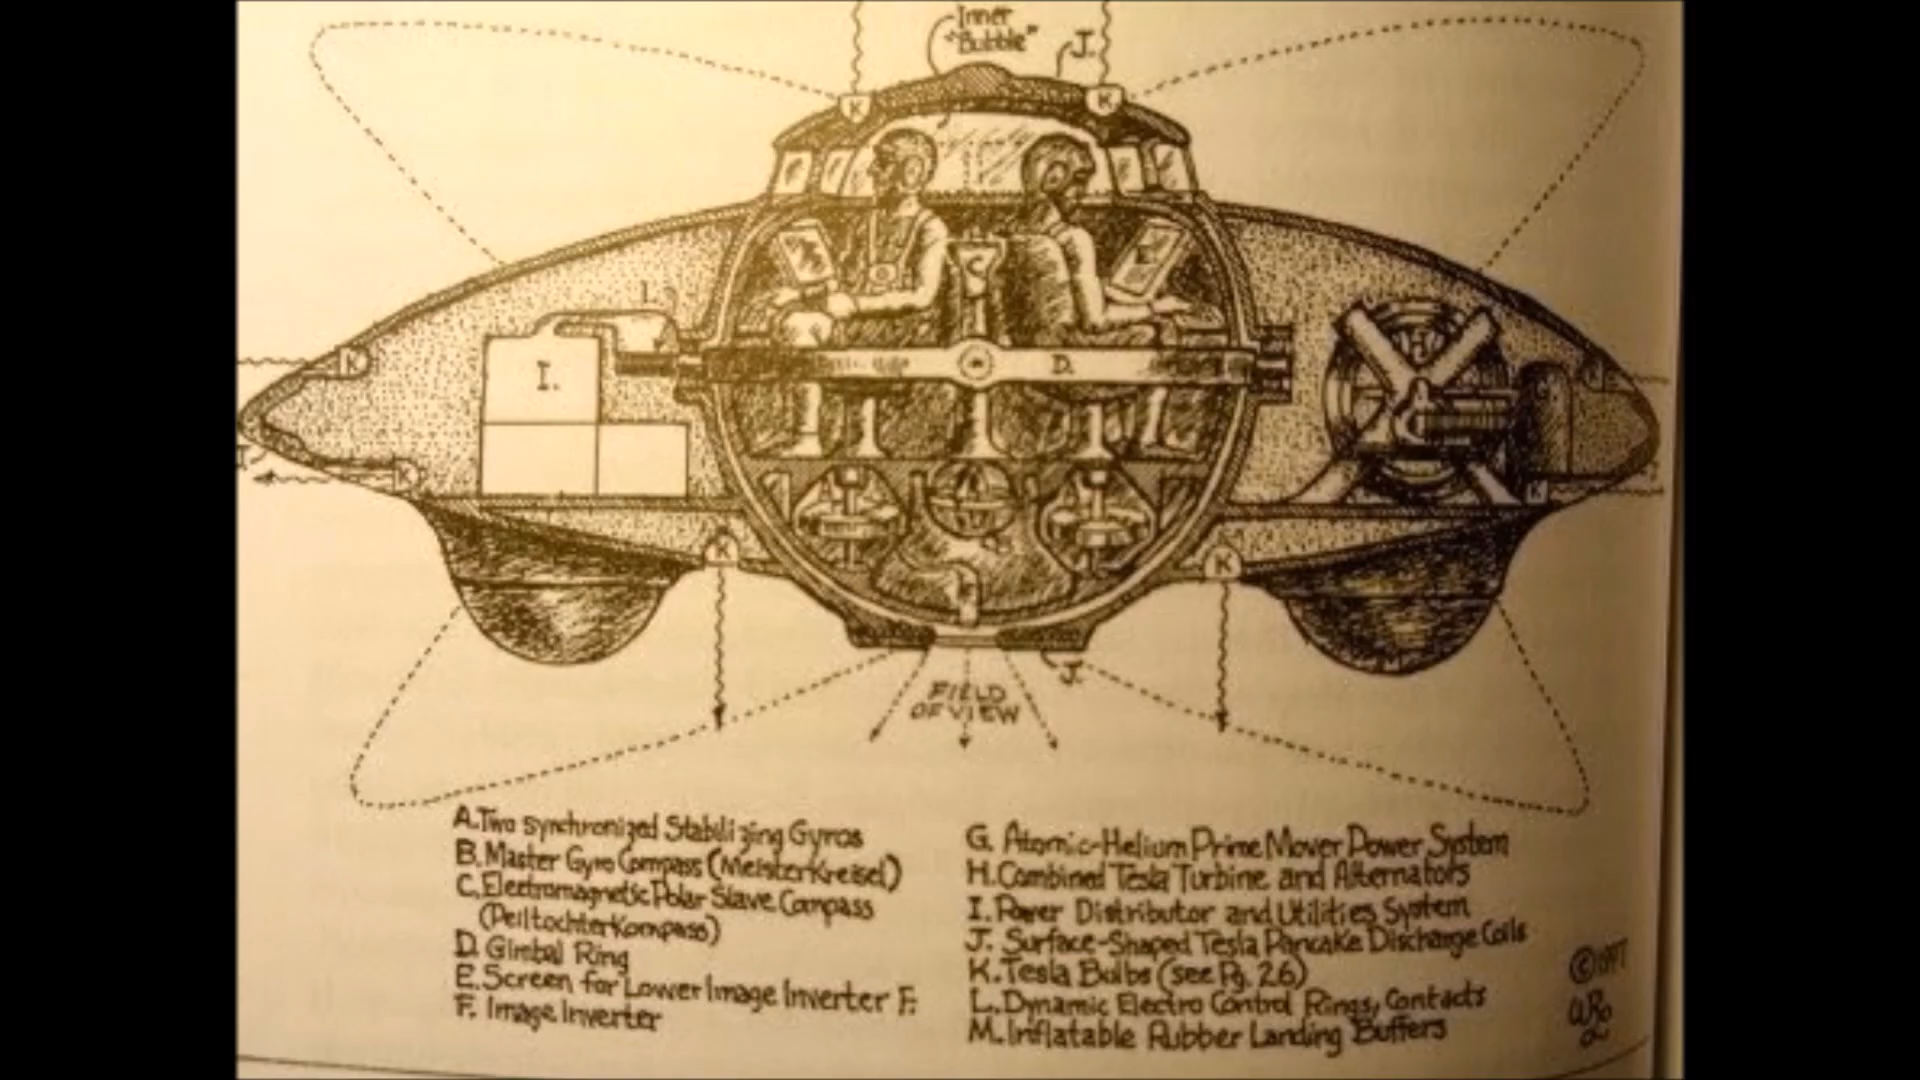 Inner
"Bubble"
J.
K
K
C
I.
D.
H
K
K
K
K
K
J.
FIELD
OF VIEW
A. Two synchronized Stabilizing Gyros
B. Master Gyro Compass (Meisterkreisel)
C. Electromagnetic Polar Slave Compass
(Peiltochterkompass)
D. Gimbal Ring
E. Screen for Lower Image Inverter F.
F. Image Inverter
G. Atomic-Helium Prime Mover Power System
H. Combined Tesla Turbine and Alternators
I. Power Distributor and Utilities System
J. Surface-Shaped Tesla Pancake Discharge Coils
K. Tesla Bulbs (see Pg. 26)
L. Dynamic Electro Control Rings, Contacts
M. Inflatable Rubber Landing Buffers